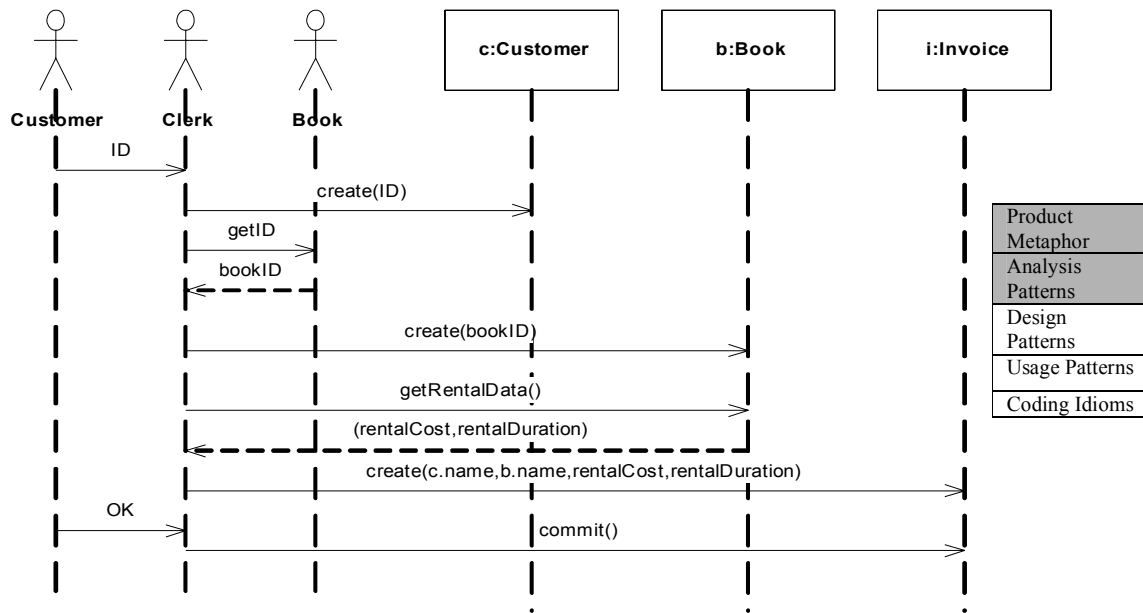 c:Customer
b:Book
i:Invoice
Customer
Clerk
Book
ID
create(ID)
getID
bookID
create(bookID)
getRentalData()
(rentalCost,rentalDuration)
create(c.name,b.name,rentalCost,rentalDuration)
OK
commit()
Product
Metaphor
Analysis
Patterns
Design
Patterns
Usage Patterns
Coding Idioms